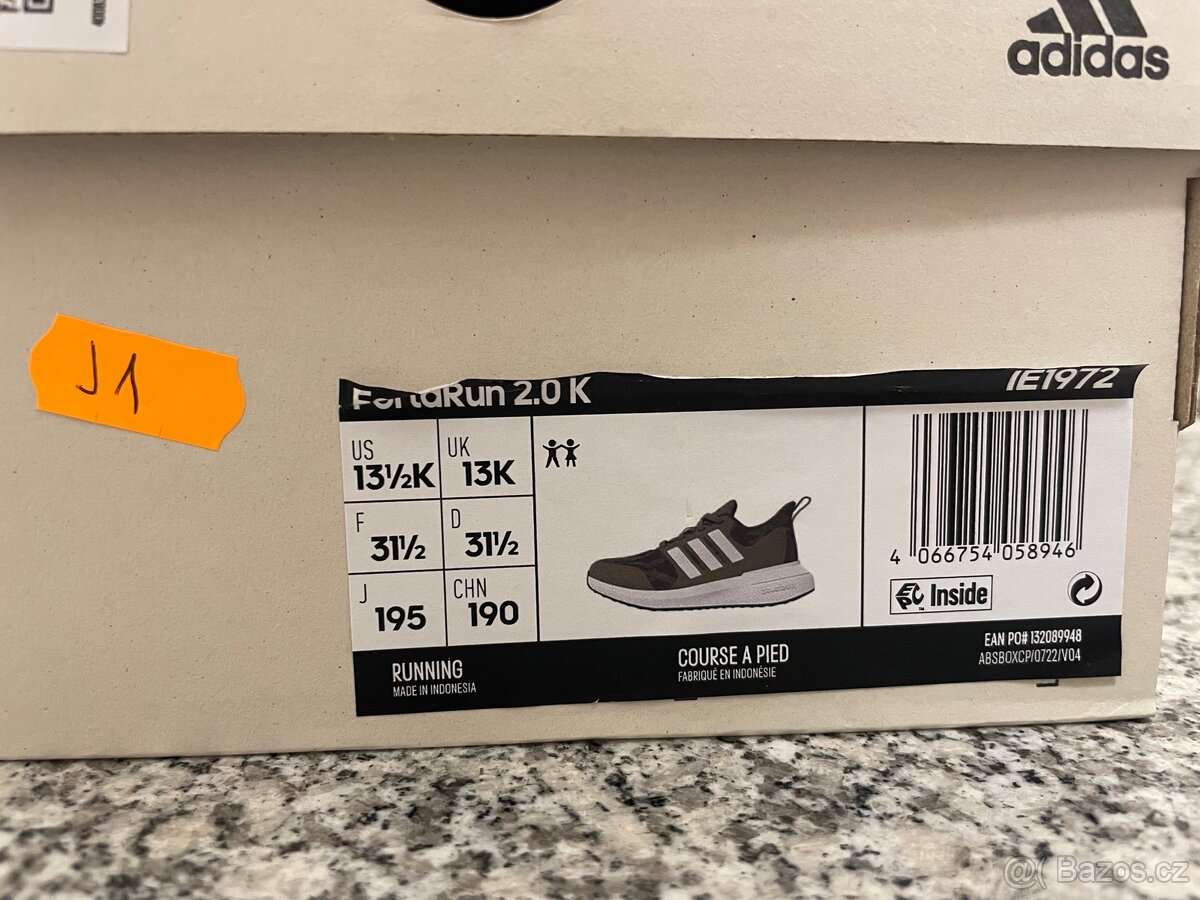 adidas
J1
FortaRun 2.0 K
IE1972
US
13½K
UK
13K
F
31½
D
31½
J
195
CHN
190
4 066754 058946
EPC Inside
TM
RUNNING
MADE IN INDONESIA
COURSE A PIED
FABRIQUÉ EN INDONÉSIE
EAN PO# 132089948
ABSBOXCP/0722/V04
@( Bazos.cz